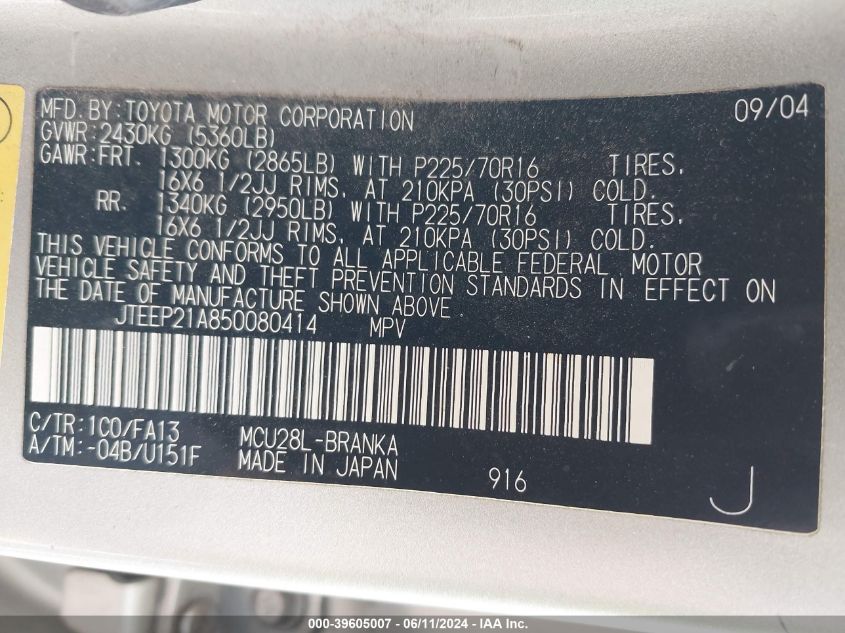 MFD. BY: TOYOTA MOTOR CORPORATION 09/04
GVWR: 2430KG (5360LB)
GAWR: FRT. 1300KG (2865LB) WITH P225/70R16 TIRES,
16X6 1/2JJ RIMS, AT 210KPA (30PSI) COLD.
RR. 1340KG (2950LB) WITH P225/70R16 TIRES,
16X6 1/2JJ RIMS, AT 210KPA (30PSI) COLD.
THIS VEHICLE CONFORMS TO ALL APPLICABLE FEDERAL MOTOR
VEHICLE SAFETY AND THEFT PREVENTION STANDARDS IN EFFECT ON
THE DATE OF MANUFACTURE SHOWN ABOVE.
JTEEP21A850080414 MPV
C/TR: 1C0/FA13 MCU28L-BRANKA
A/TM: -04B/U151F MADE IN JAPAN 916 J
000-39605007 - 06/11/2024 - IAA Inc.